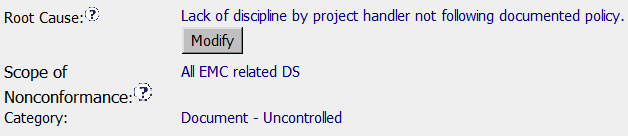 Root Cause:? Lack of discipline by project handler not following documented policy.
Modify
Scope of All EMC related DS
Nonconformance:?
Category: Document - Uncontrolled